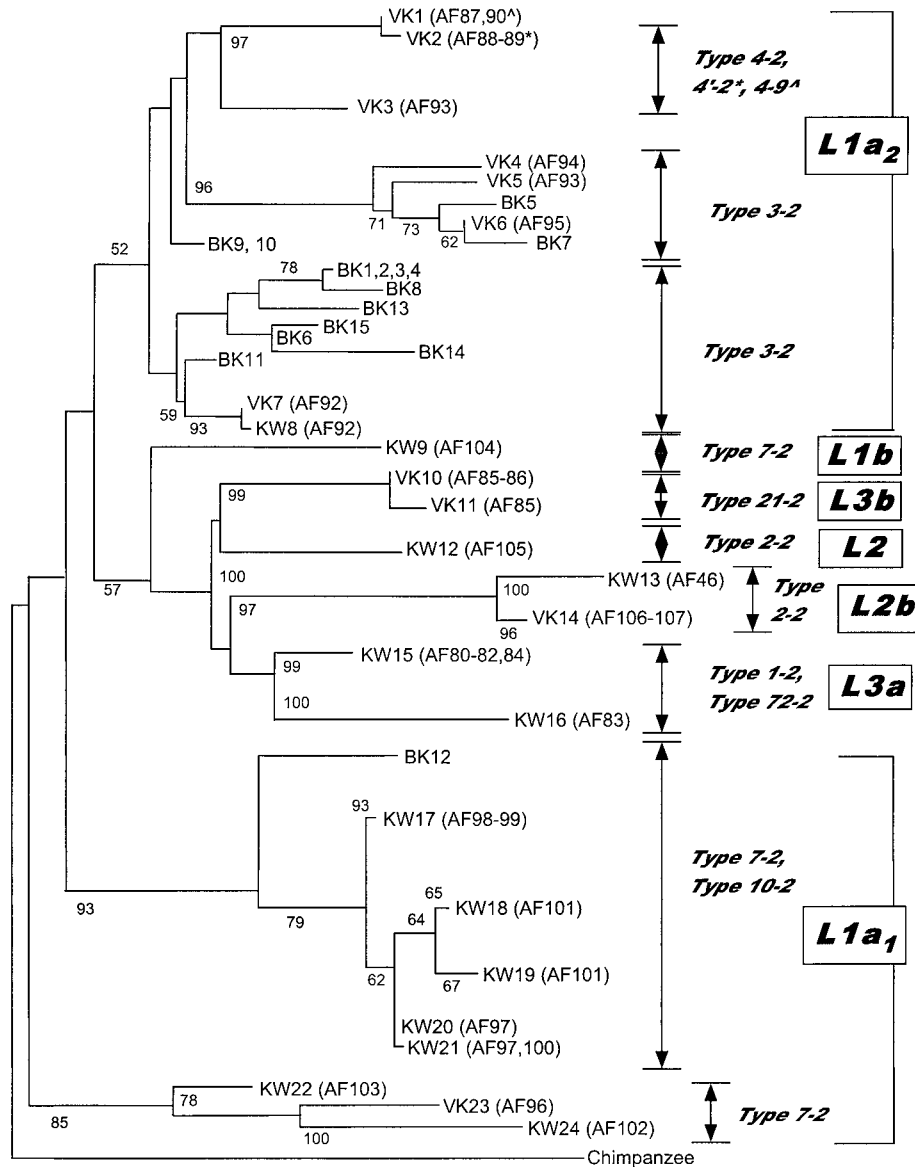 VK1 (AF87,90^)
VK2 (AF88-89*)
97
Type 4-2,
4'-2*, 4-9^
VK3 (AF93)
L1a2
VK4 (AF94)
VK5 (AF93)
96
BK5
71
73
VK6 (AF95)
62
BK7
Type 3-2
52
BK9, 10
78
BK1,2,3,4
BK8
BK13
BK15
BK6
BK14
Type 3-2
BK11
VK7 (AF92)
59
93
KW8 (AF92)
KW9 (AF104)
Type 7-2
L1b
VK10 (AF85-86)
99
VK11 (AF85)
Type 21-2
L3b
KW12 (AF105)
Type 2-2
L2
57
100
KW13 (AF46)
100
97
VK14 (AF106-107)
96
Type
2-2
L2b
KW15 (AF80-82,84)
99
100
KW16 (AF83)
Type 1-2,
Type 72-2
L3a
BK12
93
KW17 (AF98-99)
Type 7-2,
Type 10-2
93
79
65
KW18 (AF101)
64
L1a1
KW19 (AF101)
62
67
KW20 (AF97)
KW21 (AF97,100)
KW22 (AF103)
78
VK23 (AF96)
85
KW24 (AF102)
100
Type 7-2
Chimpanzee